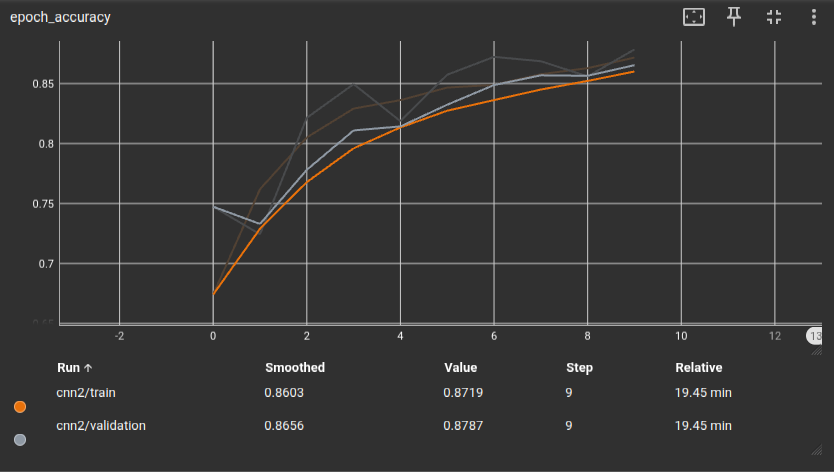 epoch_accuracy
0.85
0.8
0.75
0.7
-2 0 2 4 6 8 10 12 13
Run ↑ Smoothed Value Step Relative
cnn2/train 0.8603 0.8719 9 19.45 min
cnn2/validation 0.8656 0.8787 9 19.45 min